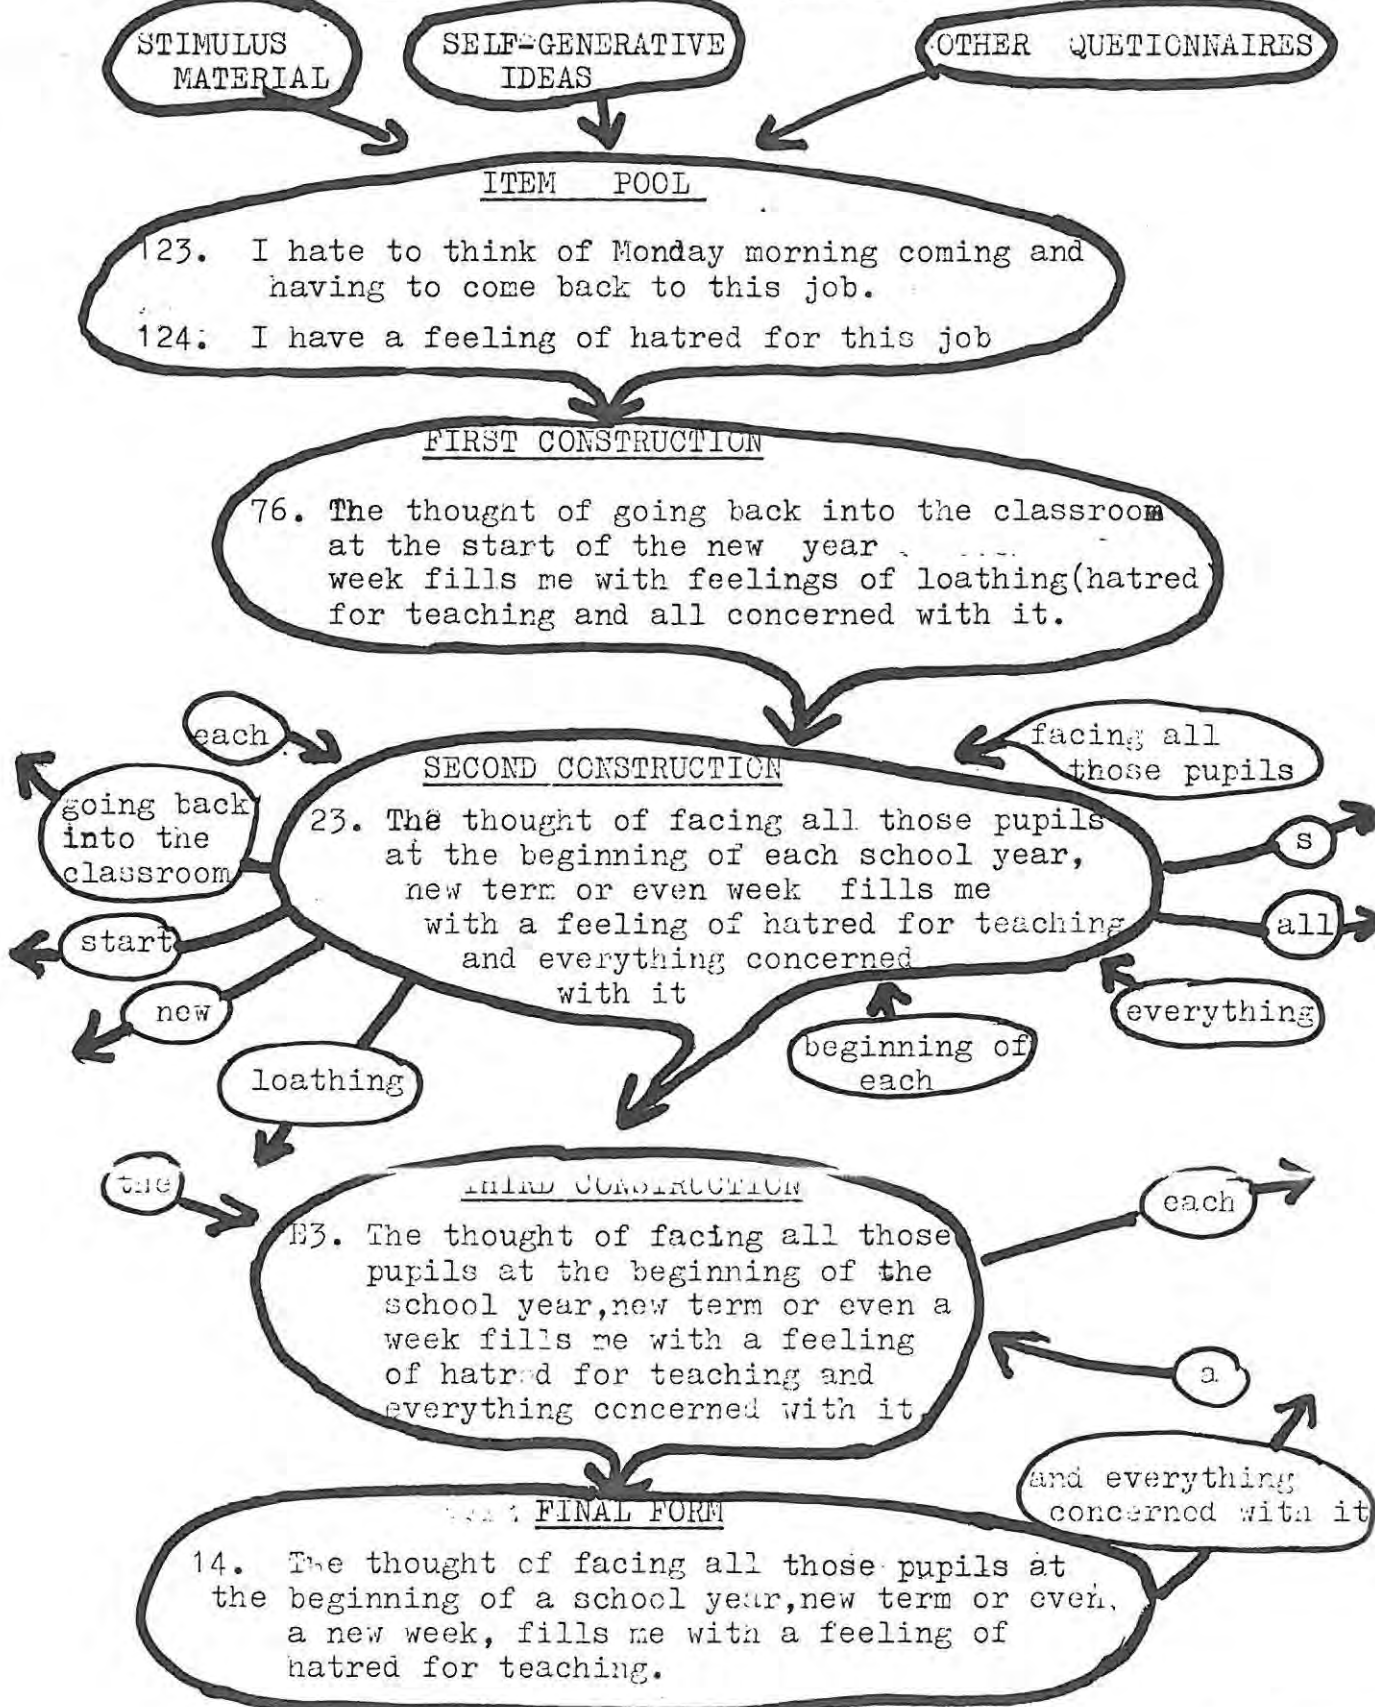 STIMULUS
MATERIAL
SELF-GENERATIVE
IDEAS
OTHER QUETIONNAIRES
ITEM POOL
123. I hate to think of Monday morning coming and
having to come back to this job.
124. I have a feeling of hatred for this job
FIRST CONSTRUCTION
76. The thought of going back into the classroom
at the start of the new year
week fills me with feelings of loathing(hatred
for teaching and all concerned with it.
each
facing all
those pupils
going back
into the
classroom
start
new
loathing
SECOND CONSTRUCTION
23. The thought of facing all those pupils
at the beginning of each school year,
new term or even week fills me
with a feeling of hatred for teaching
and everything concerned
with it
s
all
everything
beginning of
each
the
THIRD CONSTRUCTION
E3. The thought of facing all those
pupils at the beginning of the
school year,new term or even a
week fills me with a feeling
of hatred for teaching and
everything concerned with it.
each
a
and everything
concerned with it
FINAL FORM
14. The thought of facing all those pupils at
the beginning of a school year,new term or even,
a new week, fills me with a feeling of
hatred for teaching.